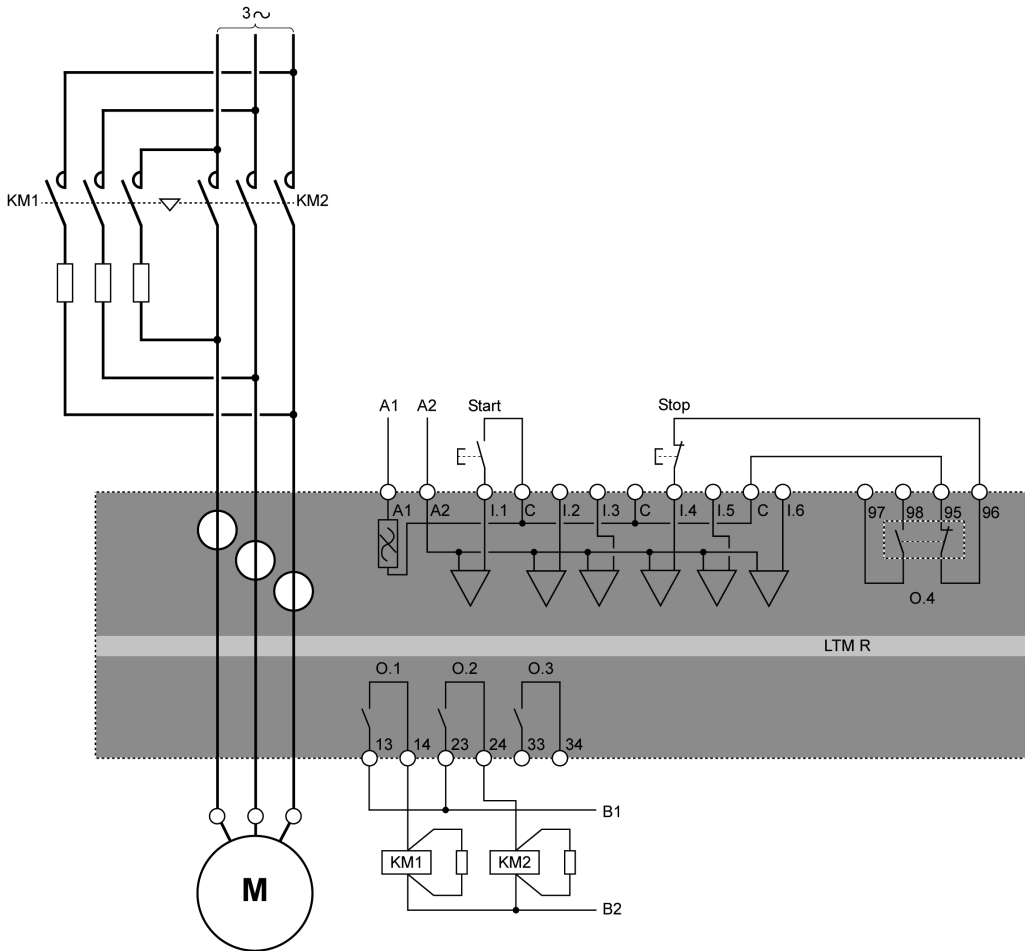 3
KM1
KM2
A1 A2 Start Stop
A1 A2 I.1 C I.2 I.3 C I.4 I.5 C I.6 97 98 95 96
O.4
LTM R
O.1 O.2 O.3
13 14 23 24 33 34
B1
KM1 KM2
M
B2